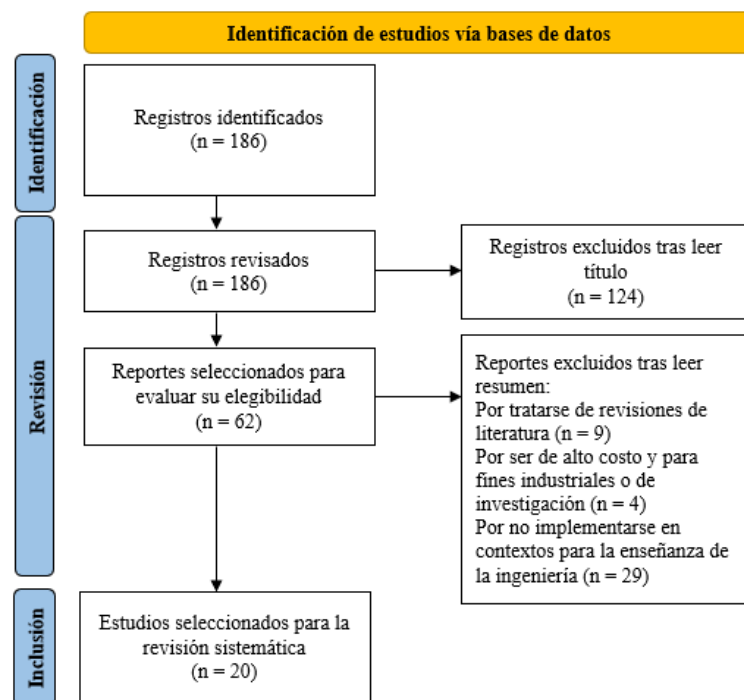 Identificación de estudios vía bases de datos
Identificación
Registros identificados
(n = 186)
Revisión
Registros revisados
(n = 186)
Registros excluidos tras leer
título
(n = 124)
Reportes seleccionados para
evaluar su elegibilidad
(n = 62)
Reportes excluidos tras leer
resumen:
Por tratarse de revisiones de
literatura (n = 9)
Por ser de alto costo y para
fines industriales o de
investigación (n = 4)
Por no implementarse en
contextos para la enseñanza de
la ingeniería (n = 29)
Inclusión
Estudios seleccionados para la
revisión sistemática
(n = 20)